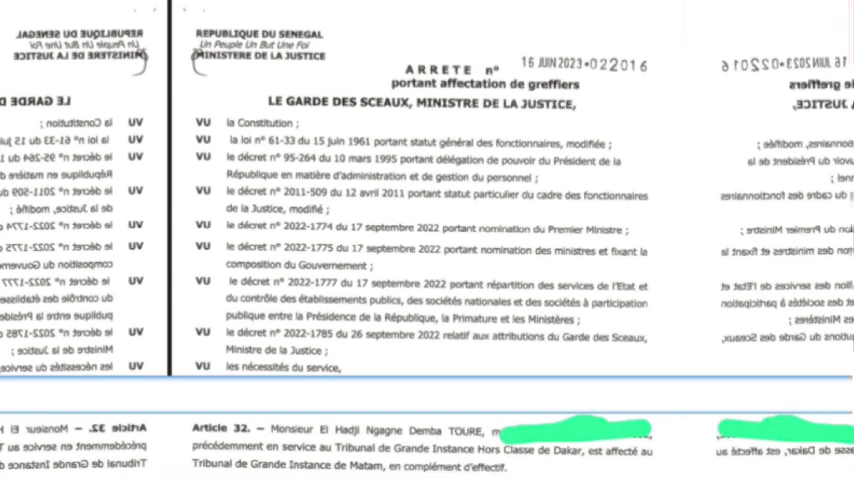 REPUBLIQUE DU SENEGAL
Un Peuple Un But Une Foi
MINISTERE DE LA JUSTICE
ARRETE n° 16 JUIN 2023*022016
portant affectation de greffiers
LE GARDE DES SCEAUX, MINISTRE DE LA JUSTICE,
VU la Constitution ;
VU la loi n° 61-33 du 15 juin 1961 portant statut général des fonctionnaires, modifiée ;
VU le décret n° 95-264 du 10 mars 1995 portant délégation de pouvoir du Président de la
République en matière d'administration et de gestion du personnel ;
VU le décret n° 2011-509 du 12 avril 2011 portant statut particulier du cadre des fonctionnaires
de la Justice, modifié ;
VU le décret n° 2022-1774 du 17 septembre 2022 portant nomination du Premier Ministre ;
VU le décret n° 2022-1775 du 17 septembre 2022 portant nomination des ministres et fixant la
composition du Gouvernement ;
VU le décret n° 2022-1777 du 17 septembre 2022 portant répartition des services de l'Etat et
du contrôle des établissements publics, des sociétés nationales et des sociétés à participation
publique entre la Présidence de la République, la Primature et les Ministères ;
VU le décret n° 2022-1785 du 26 septembre 2022 relatif aux attributions du Garde des Sceaux,
Ministre de la Justice ;
VU les nécessités du service,
Article 32. – Monsieur El Hadji Ngagne Demba TOURE, m
précédemment en service au Tribunal de Grande Instance Hors Classe de Dakar, est affecté au
Tribunal de Grande Instance de Matam, en complément d'effectif.